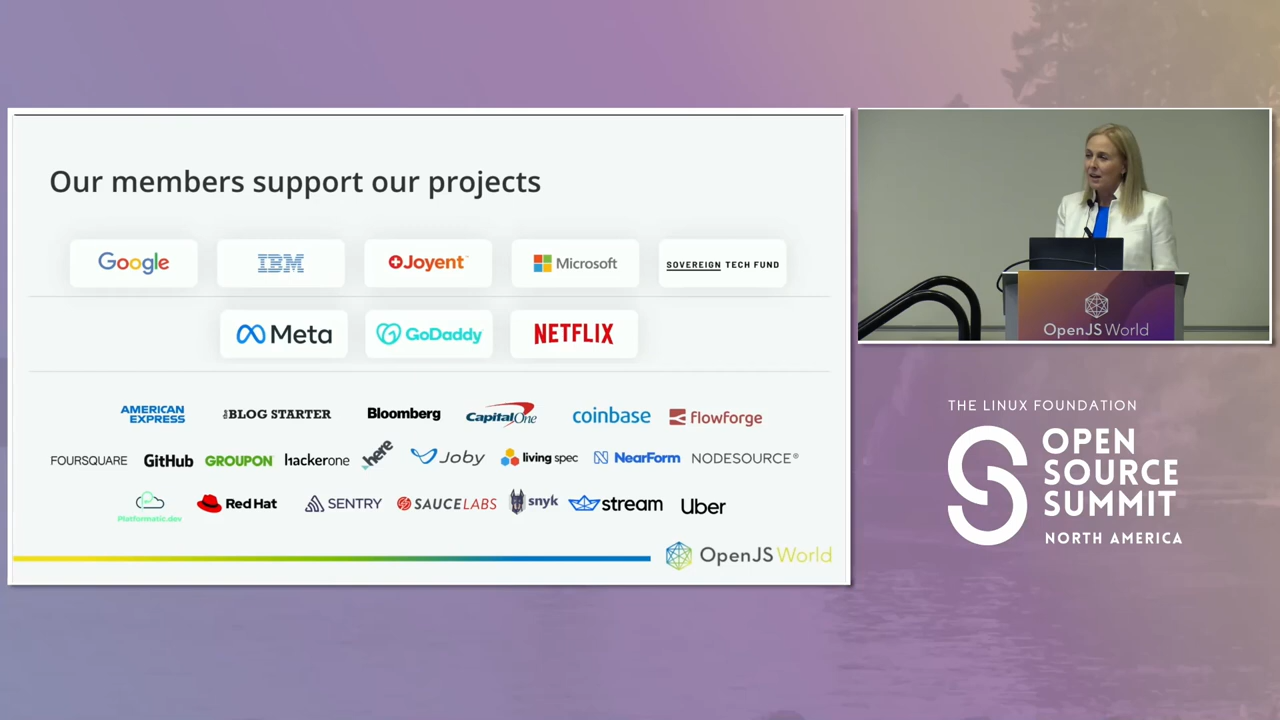 Our members support our projects
Google IBM Joyent Microsoft SOVEREIGN TECH FUND
Meta GoDaddy NETFLIX
AMERICAN EXPRESS THE BLOG STARTER Bloomberg Capital One coinbase flowforge
FOURSQUARE GitHub GROUPON hackerone here Joby living spec NearForm NODESOURCE®
Platformatic.dev Red Hat SENTRY SAUCELABS snyk stream Uber
OpenJS World
OpenJS World
THE LINUX FOUNDATION
OPEN
SOURCE
SUMMIT
NORTH AMERICA